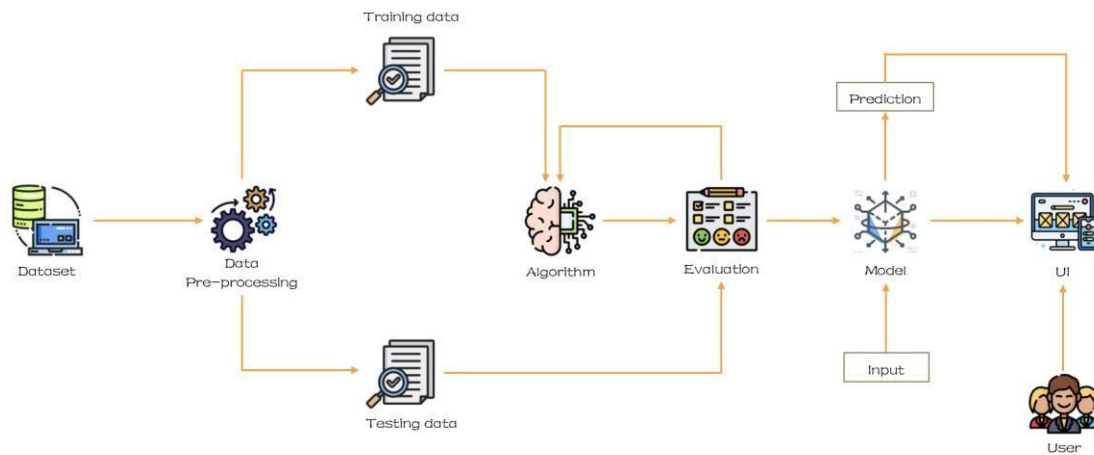 Training data
Prediction
Dataset
Data
Pre-processing
Algorithm
Evaluation
Model
UI
Input
Testing data
User